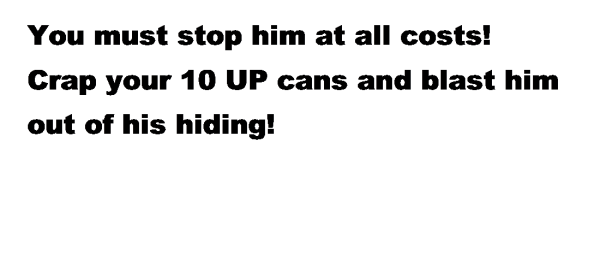 You must stop him at all costs!
Crap your 10 UP cans and blast him
out of his hiding!